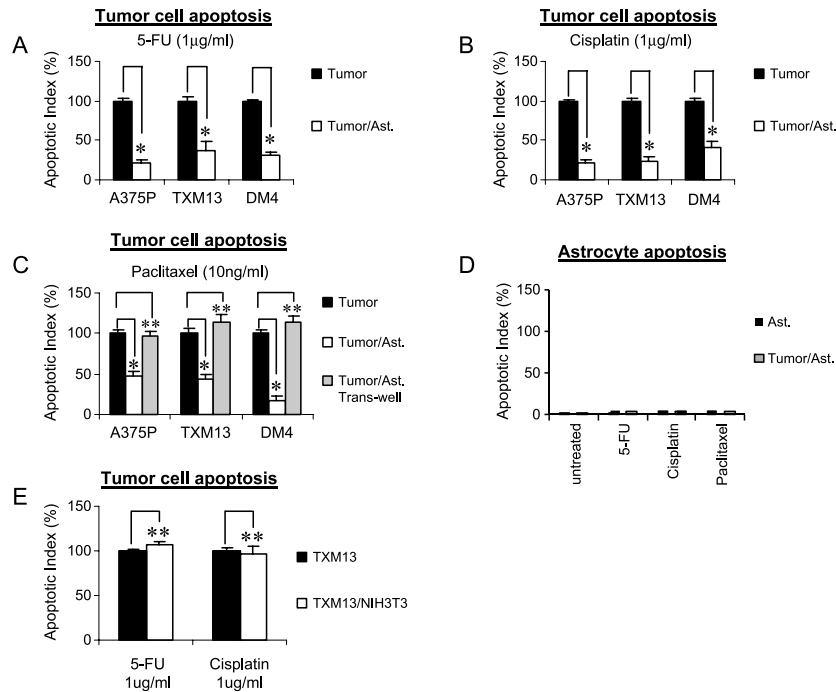 A
Tumor cell apoptosis
5-FU (1μg/ml)
Apoptotic Index (%)
150
100
50
0
*
*
*
A375P
TXM13
DM4
Tumor
Tumor/Ast.
B
Tumor cell apoptosis
Cisplatin (1μg/ml)
Apoptotic Index (%)
150
100
50
0
*
*
*
A375P
TXM13
DM4
Tumor
Tumor/Ast.
C
Tumor cell apoptosis
Paclitaxel (10ng/ml)
Apoptotic Index (%)
150
100
50
0
*
**
*
**
*
**
A375P
TXM13
DM4
Tumor
Tumor/Ast.
Tumor/Ast.
Trans-well
D
Astrocyte apoptosis
Apoptotic Index (%)
150
100
50
0
untreated
5-FU
Cisplatin
Paclitaxel
Ast.
Tumor/Ast.
E
Tumor cell apoptosis
Apoptotic Index (%)
150
100
50
0
**
**
5-FU
1ug/ml
Cisplatin
1ug/ml
TXM13
TXM13/NIH3T3